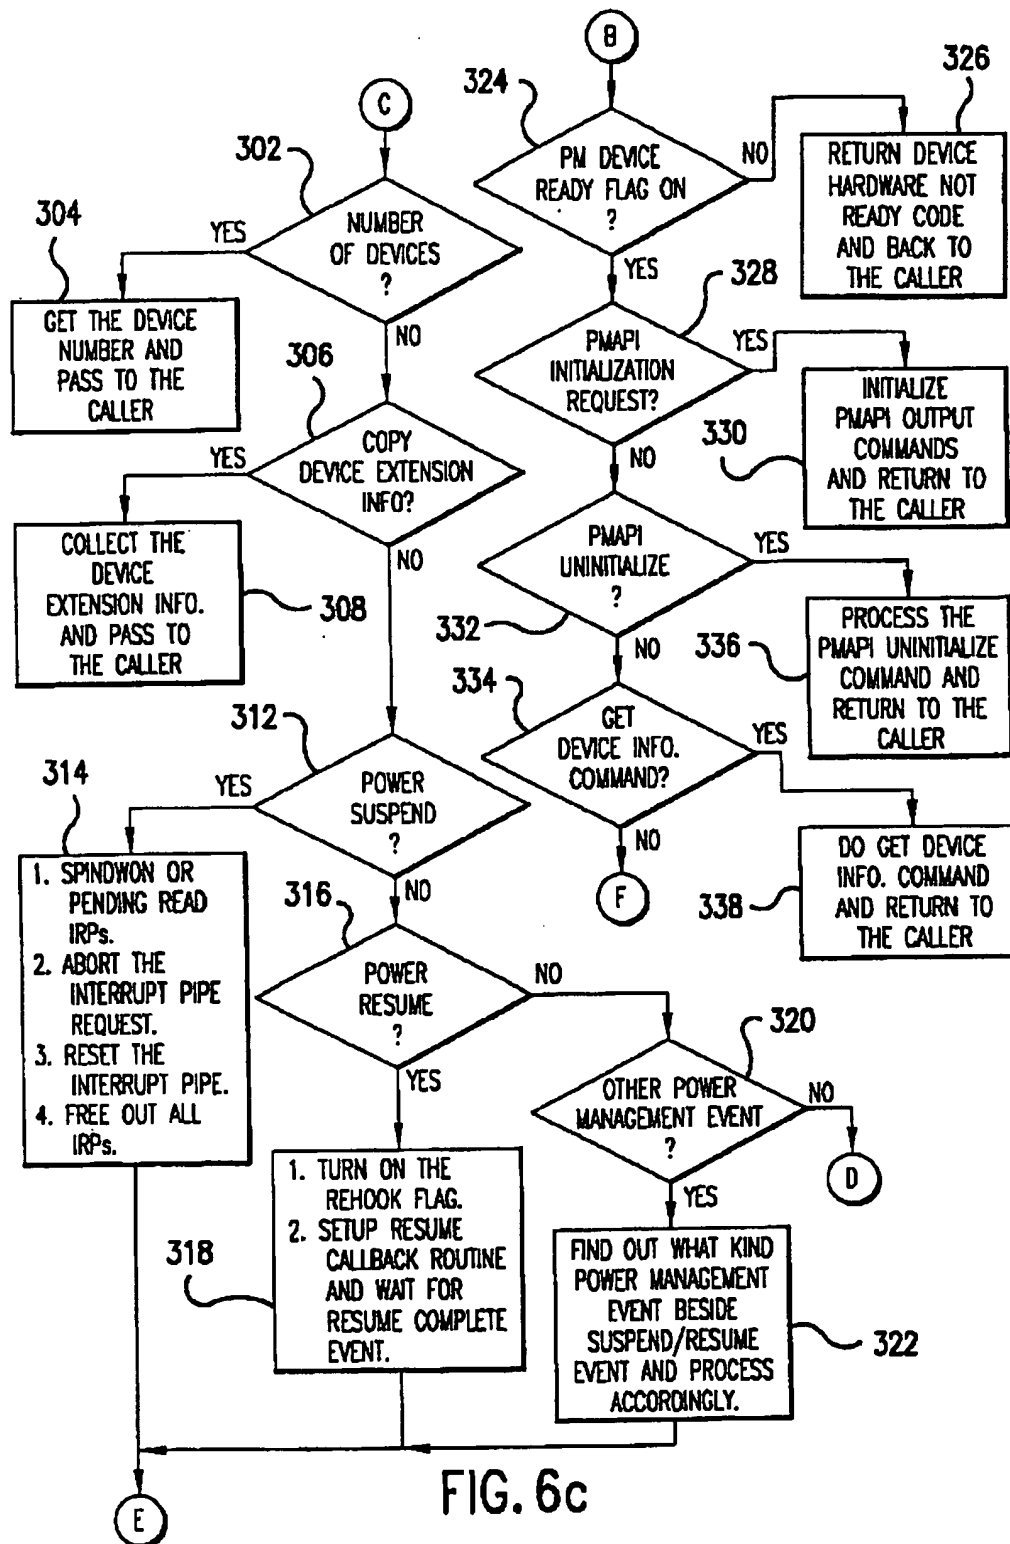 C
302
NUMBER
OF DEVICES
?
YES
NO
304
GET THE DEVICE
NUMBER AND
PASS TO THE
CALLER
306
COPY
DEVICE EXTENSION
INFO?
YES
NO
COLLECT THE
DEVICE
EXTENSION INFO.
AND PASS TO
THE CALLER
308
312
POWER
SUSPEND
?
YES
NO
314
1. SPINDWON OR
PENDING READ
IRPs.
2. ABORT THE
INTERRUPT PIPE
REQUEST.
3. RESET THE
INTERRUPT PIPE.
4. FREE OUT ALL
IRPs.
316
POWER
RESUME
?
NO
YES
318
1. TURN ON THE
REHOOK FLAG.
2. SETUP RESUME
CALLBACK ROUTINE
AND WAIT FOR
RESUME COMPLETE
EVENT.
320
OTHER POWER
MANAGEMENT EVENT
?
NO
D
YES
FIND OUT WHAT KIND
POWER MANAGEMENT
EVENT BESIDE
SUSPEND/RESUME
EVENT AND PROCESS
ACCORDINGLY.
322
E
B
324
PM DEVICE
READY FLAG ON
?
NO
YES
326
RETURN DEVICE
HARDWARE NOT
READY CODE
AND BACK TO
THE CALLER
328
PMAPI
INITIALIZATION
REQUEST?
YES
NO
330
INITIALIZE
PMAPI OUTPUT
COMMANDS
AND RETURN TO
THE CALLER
PMAPI
UNINITIALIZE
?
332
YES
NO
336
PROCESS THE
PMAPI UNINITIALIZE
COMMAND AND
RETURN TO THE
CALLER
334
GET
DEVICE INFO.
COMMAND?
YES
NO
F
338
DO GET DEVICE
INFO. COMMAND
AND RETURN TO
THE CALLER
FIG. 6c